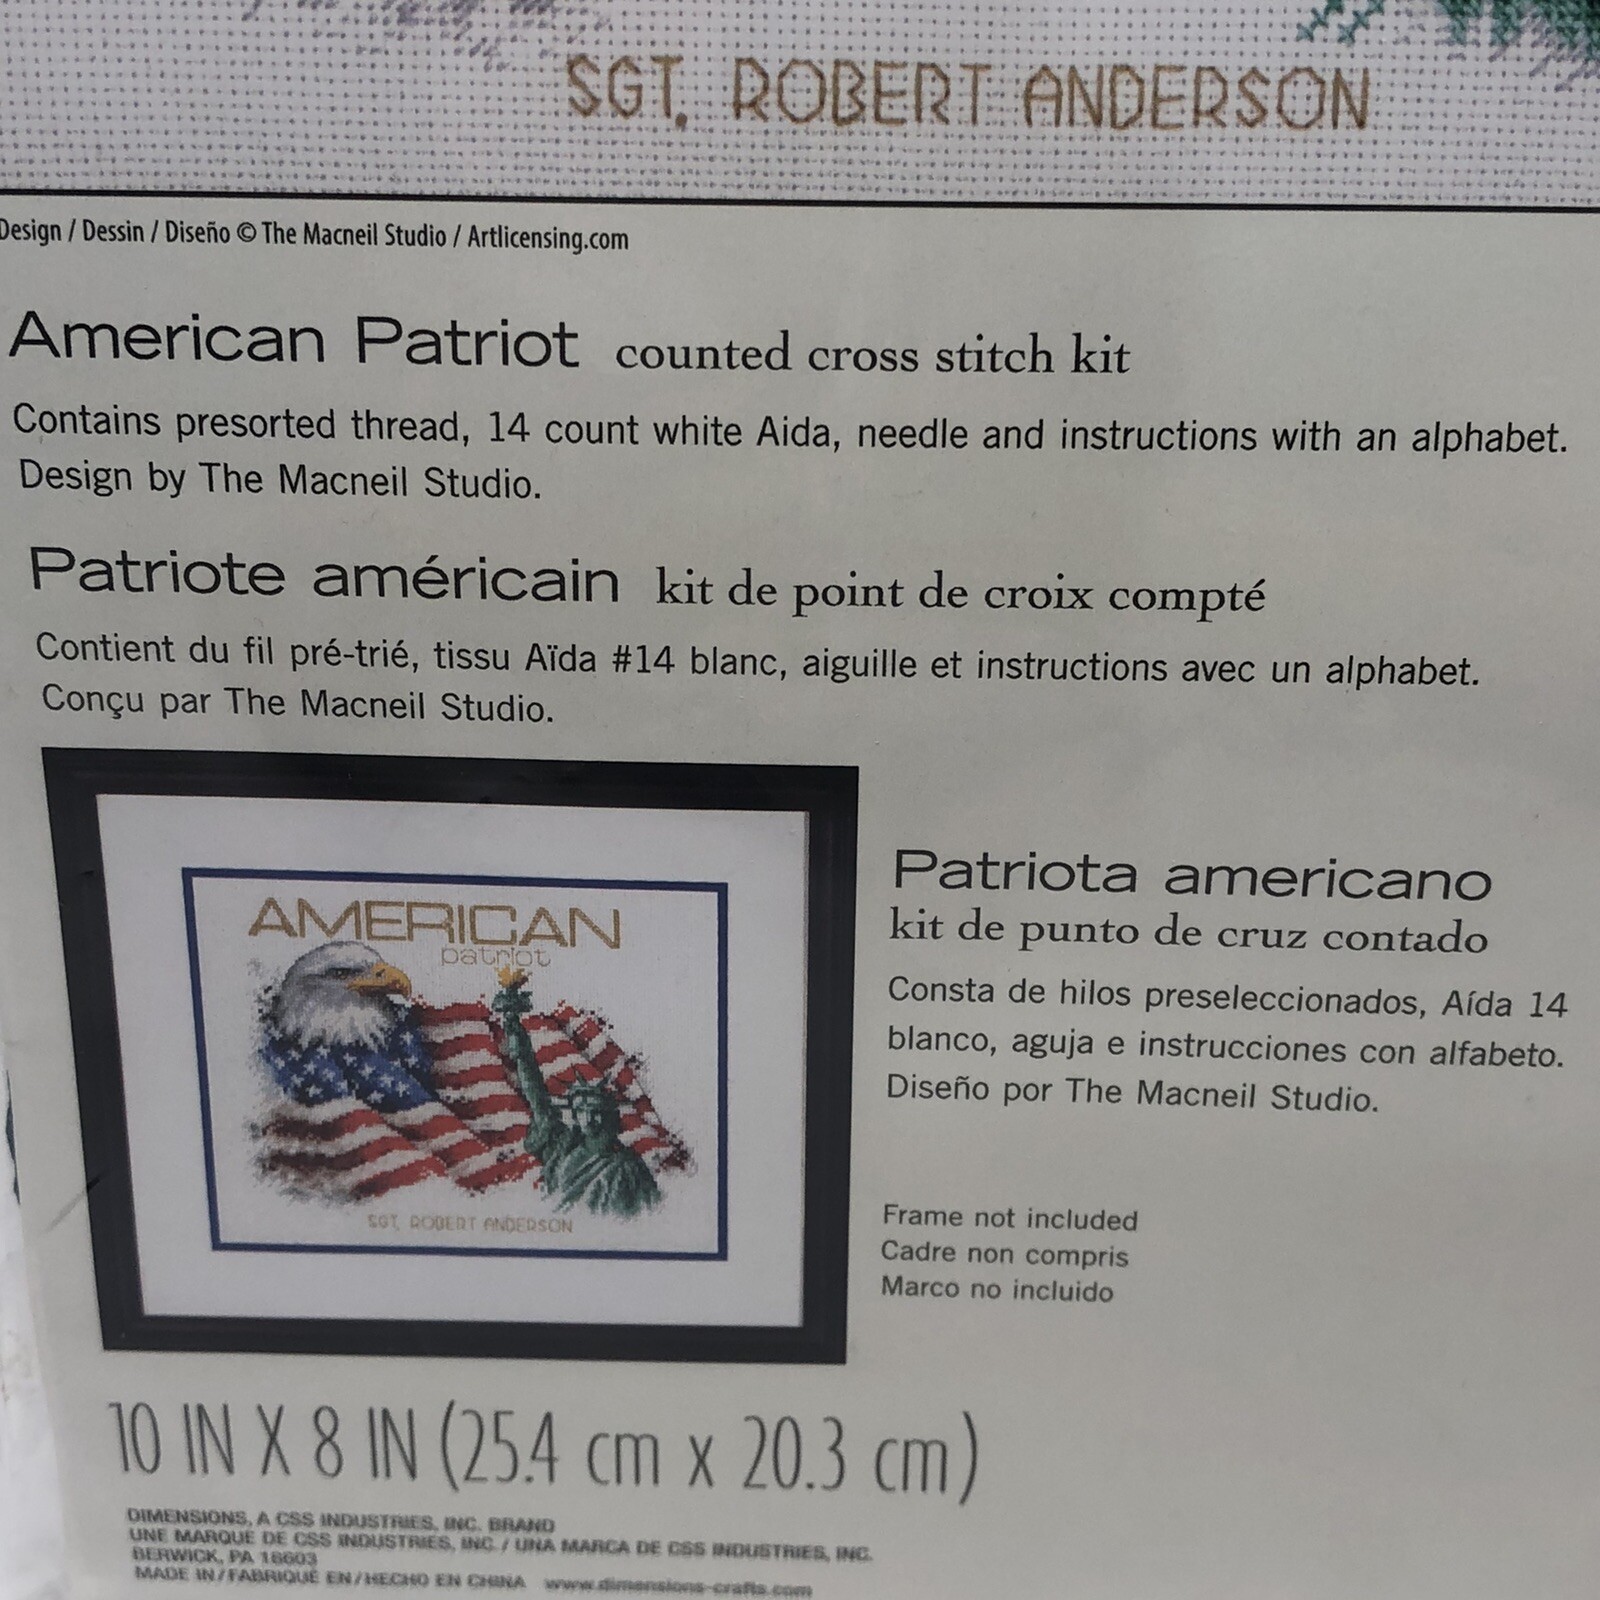 SGT. ROBERT ANDERSON
Design / Dessin / Diseño © The Macneil Studio / Artlicensing.com
American Patriot counted cross stitch kit
Contains presorted thread, 14 count white Aida, needle and instructions with an alphabet.
Design by The Macneil Studio.
Patriote américain kit de point de croix compté
Contient du fil pré-trié, tissu Aïda #14 blanc, aiguille et instructions avec un alphabet.
Conçu par The Macneil Studio.
AMERICAN
patriot
SGT. ROBERT ANDERSON
Patriota americano
kit de punto de cruz contado
Consta de hilos preseleccionados, Aída 14
blanco, aguja e instrucciones con alfabeto.
Diseño por The Macneil Studio.
Frame not included
Cadre non compris
Marco no incluido
10 IN X 8 IN (25.4 cm x 20.3 cm)
DIMENSIONS, A CSS INDUSTRIES, INC. BRAND
UNE MARQUE DE CSS INDUSTRIES, INC. / UNA MARCA DE CSS INDUSTRIES, INC.
BERWICK, PA 18603
MADE IN / FABRIQUÉ EN / HECHO EN CHINA www.dimensions-crafts.com